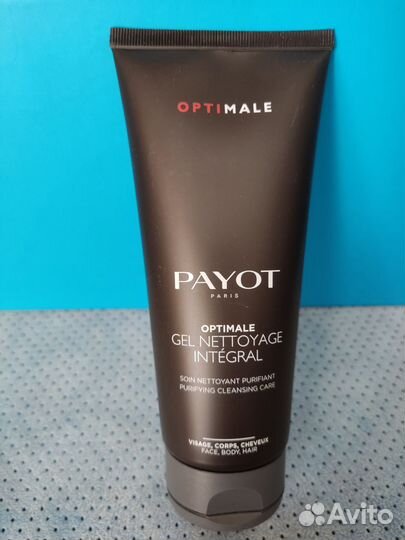 OPTIMALE
PAYOT
PARIS
OPTIMALE
GEL NETTOYAGE
INTÉGRAL
SOIN NETTOYANT PURIFIANT
PURIFYING CLEANSING CARE
VISAGE, CORPS, CHEVEUX
FACE, BODY, HAIR
Avito